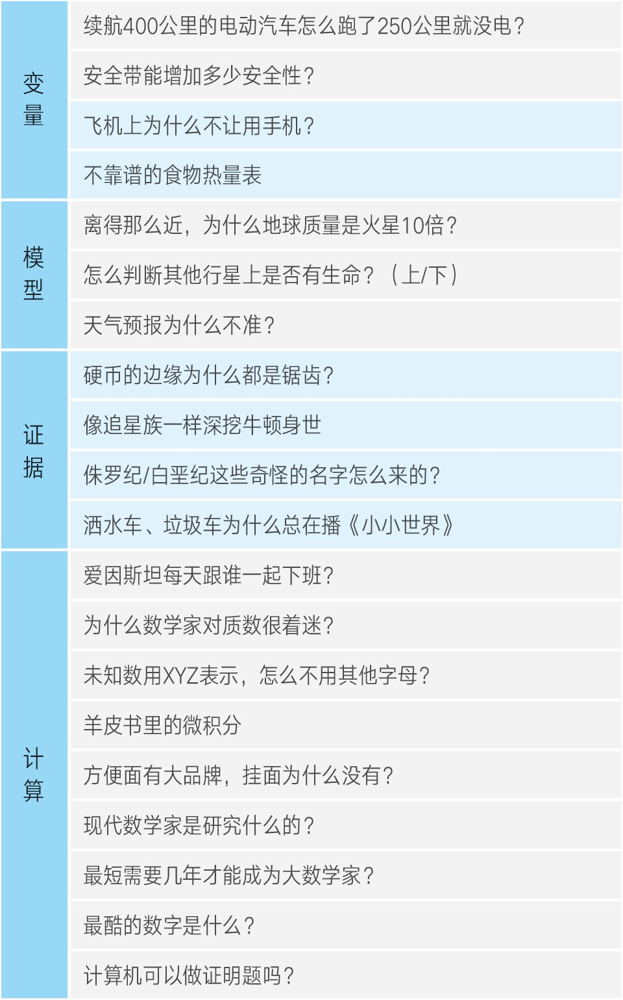 变量
续航400公里的电动汽车怎么跑了250公里就没电？
安全带能增加多少安全性？
飞机上为什么不让用手机？
不靠谱的食物热量表
模型
离得那么近，为什么地球质量是火星10倍？
怎么判断其他行星上是否有生命？（上/下）
天气预报为什么不准？
证据
硬币的边缘为什么都是锯齿？
像追星族一样深挖牛顿身世
侏罗纪/白垩纪这些奇怪的名字怎么来的？
洒水车、垃圾车为什么总在播《小小世界》
计算
爱因斯坦每天跟谁一起下班？
为什么数学家对质数很着迷？
未知数用XYZ表示，怎么不用其他字母？
羊皮书里的微积分
方便面有大品牌，挂面为什么没有？
现代数学家是研究什么的？
最短需要几年才能成为大数学家？
最酷的数字是什么？
计算机可以做证明题吗？